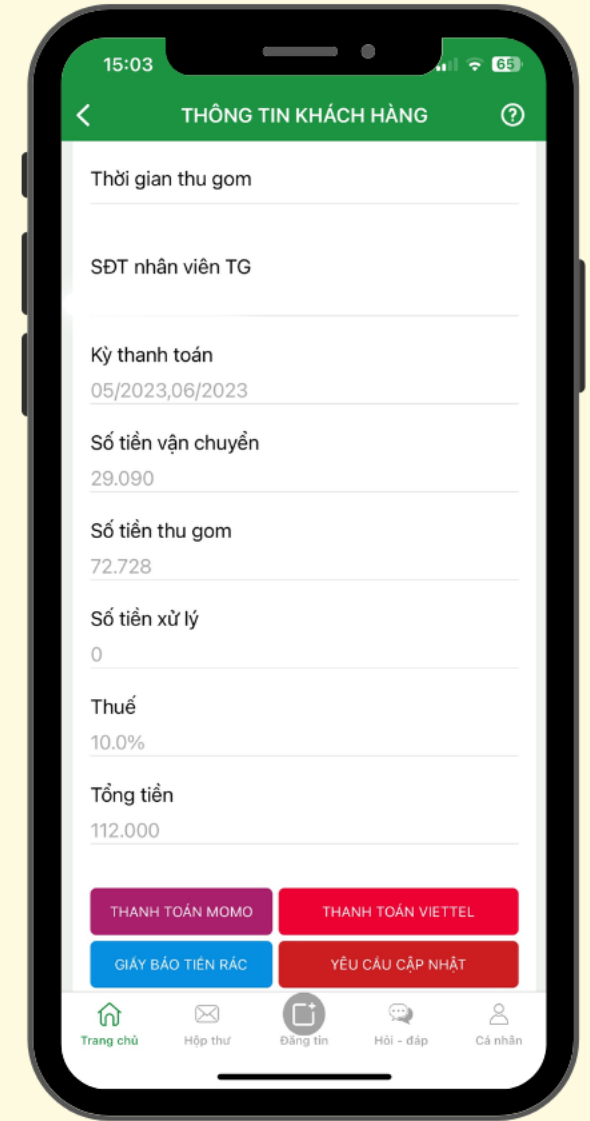 15:03
65
THÔNG TIN KHÁCH HÀNG
Thời gian thu gom
SĐT nhân viên TG
Kỳ thanh toán
05/2023,06/2023
Số tiền vận chuyển
29.090
Số tiền thu gom
72.728
Số tiền xử lý
0
Thuế
10.0%
Tổng tiền
112.000
THANH TOÁN MOMO THANH TOÁN VIETTEL
GIẤY BÁO TIỀN RÁC YÊU CẦU CẬP NHẬT
Trang chủ Hộp thư Đăng tin Hỏi - đáp Cá nhân